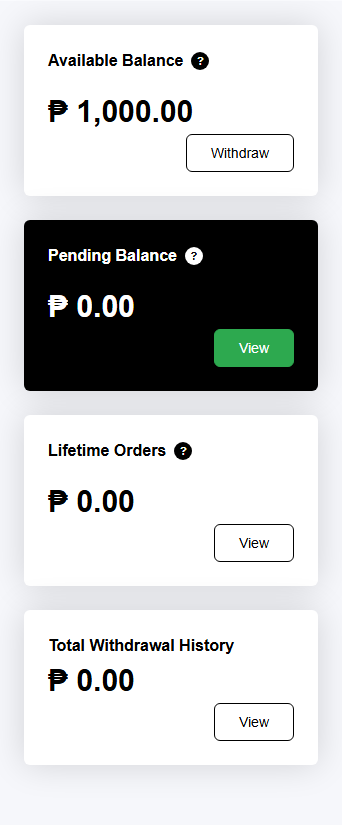 Available Balance ?
₱ 1,000.00
Withdraw
Pending Balance ?
₱ 0.00
View
Lifetime Orders ?
₱ 0.00
View
Total Withdrawal History
₱ 0.00
View